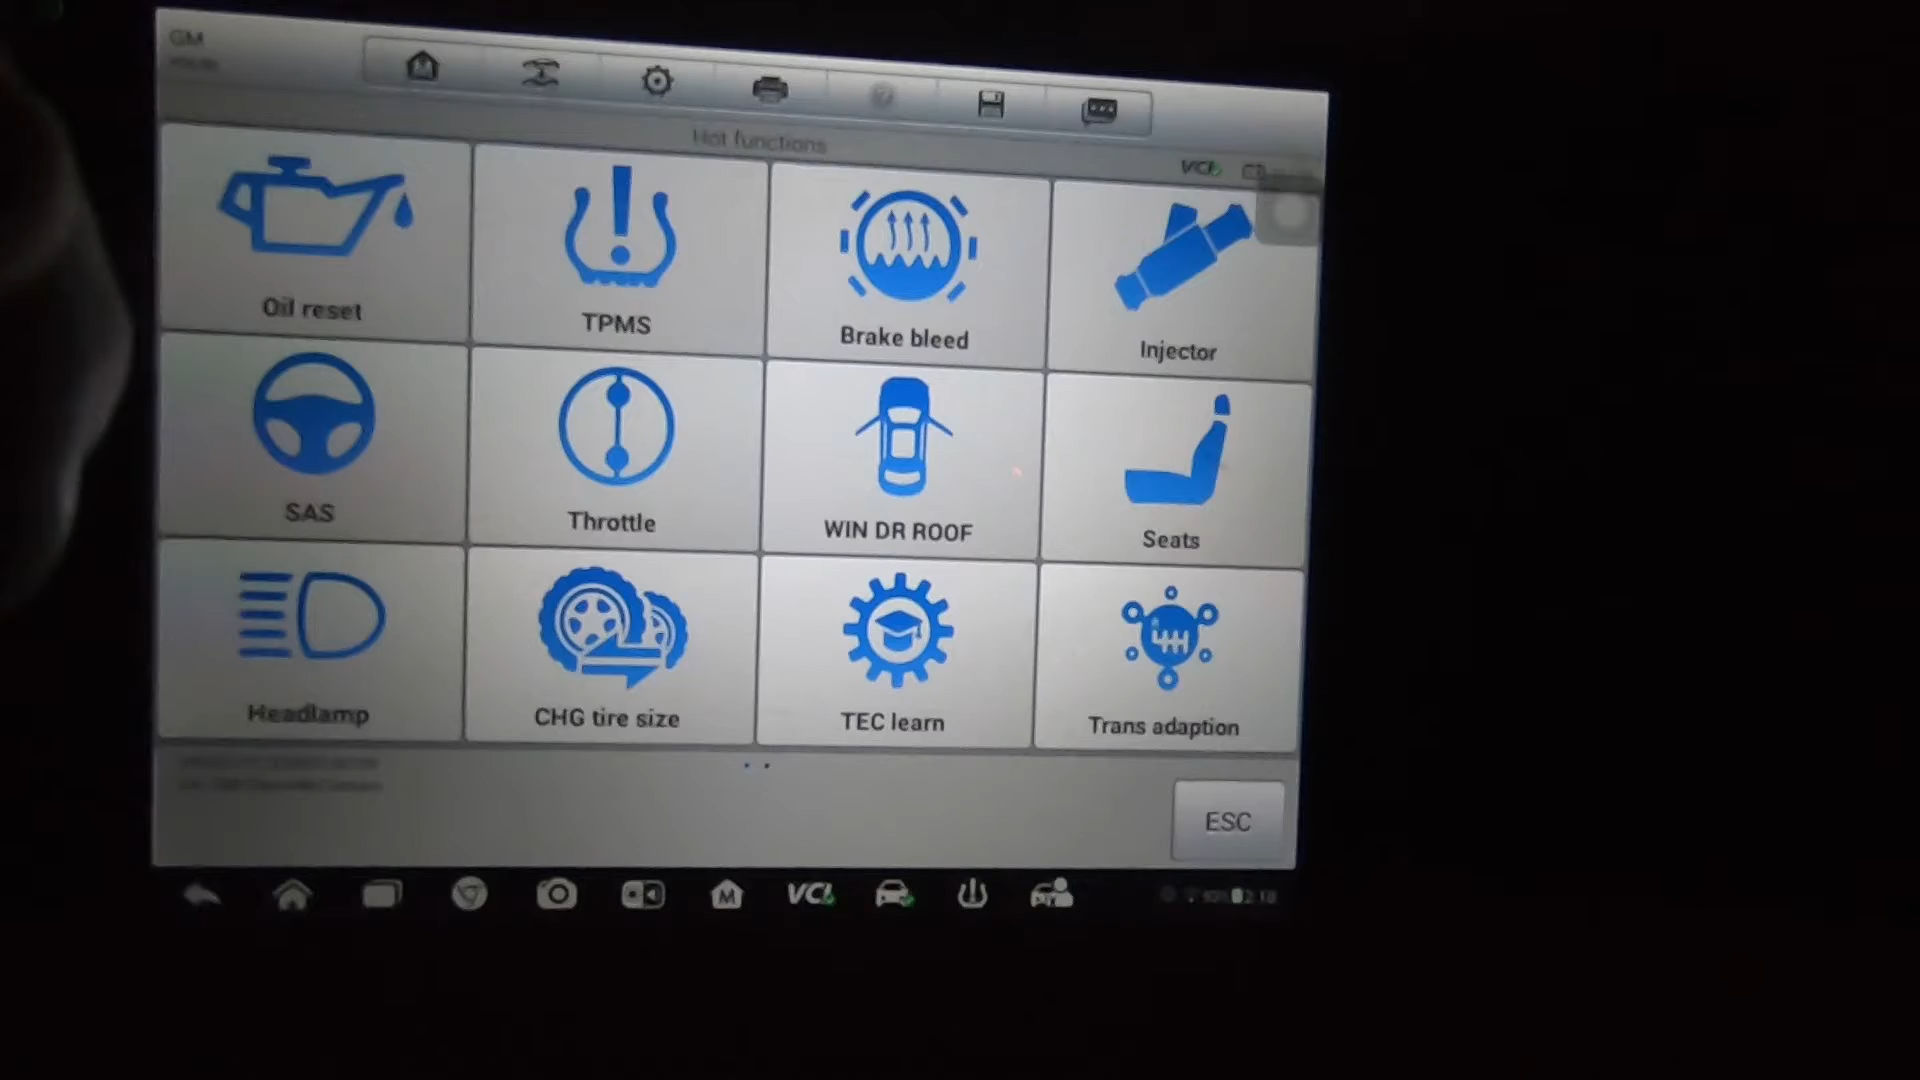 GM
Hot functions
VCI
Oil reset
TPMS
Brake bleed
Injector
SAS
Throttle
WIN DR ROOF
Seats
Headlamp
CHG tire size
TEC learn
Trans adaption
ESC
M
VCI